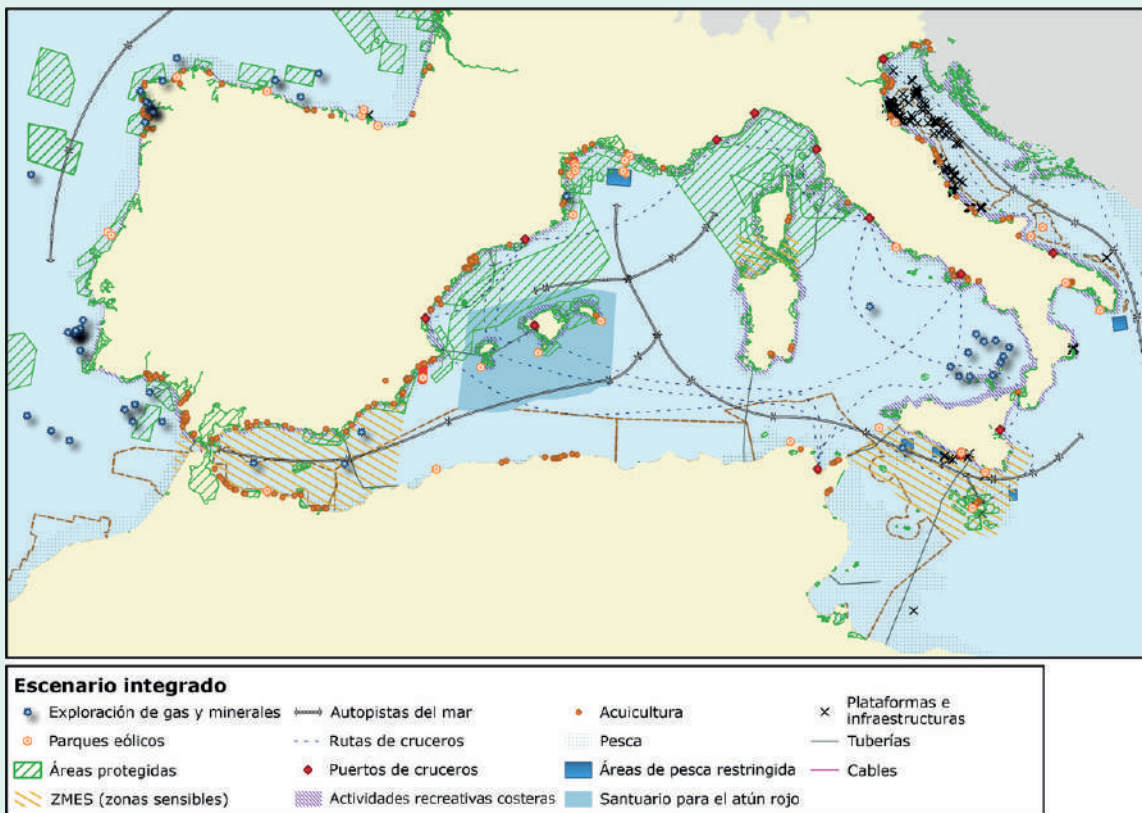 Escenario integrado
Exploración de gas y minerales
Autopistas del mar
Acuicultura
Plataformas e
infraestructuras
Parques eólicos
Rutas de cruceros
Pesca
Tuberías
Áreas protegidas
Puertos de cruceros
Áreas de pesca restringida
Cables
ZMES (zonas sensibles)
Actividades recreativas costeras
Santuario para el atún rojo